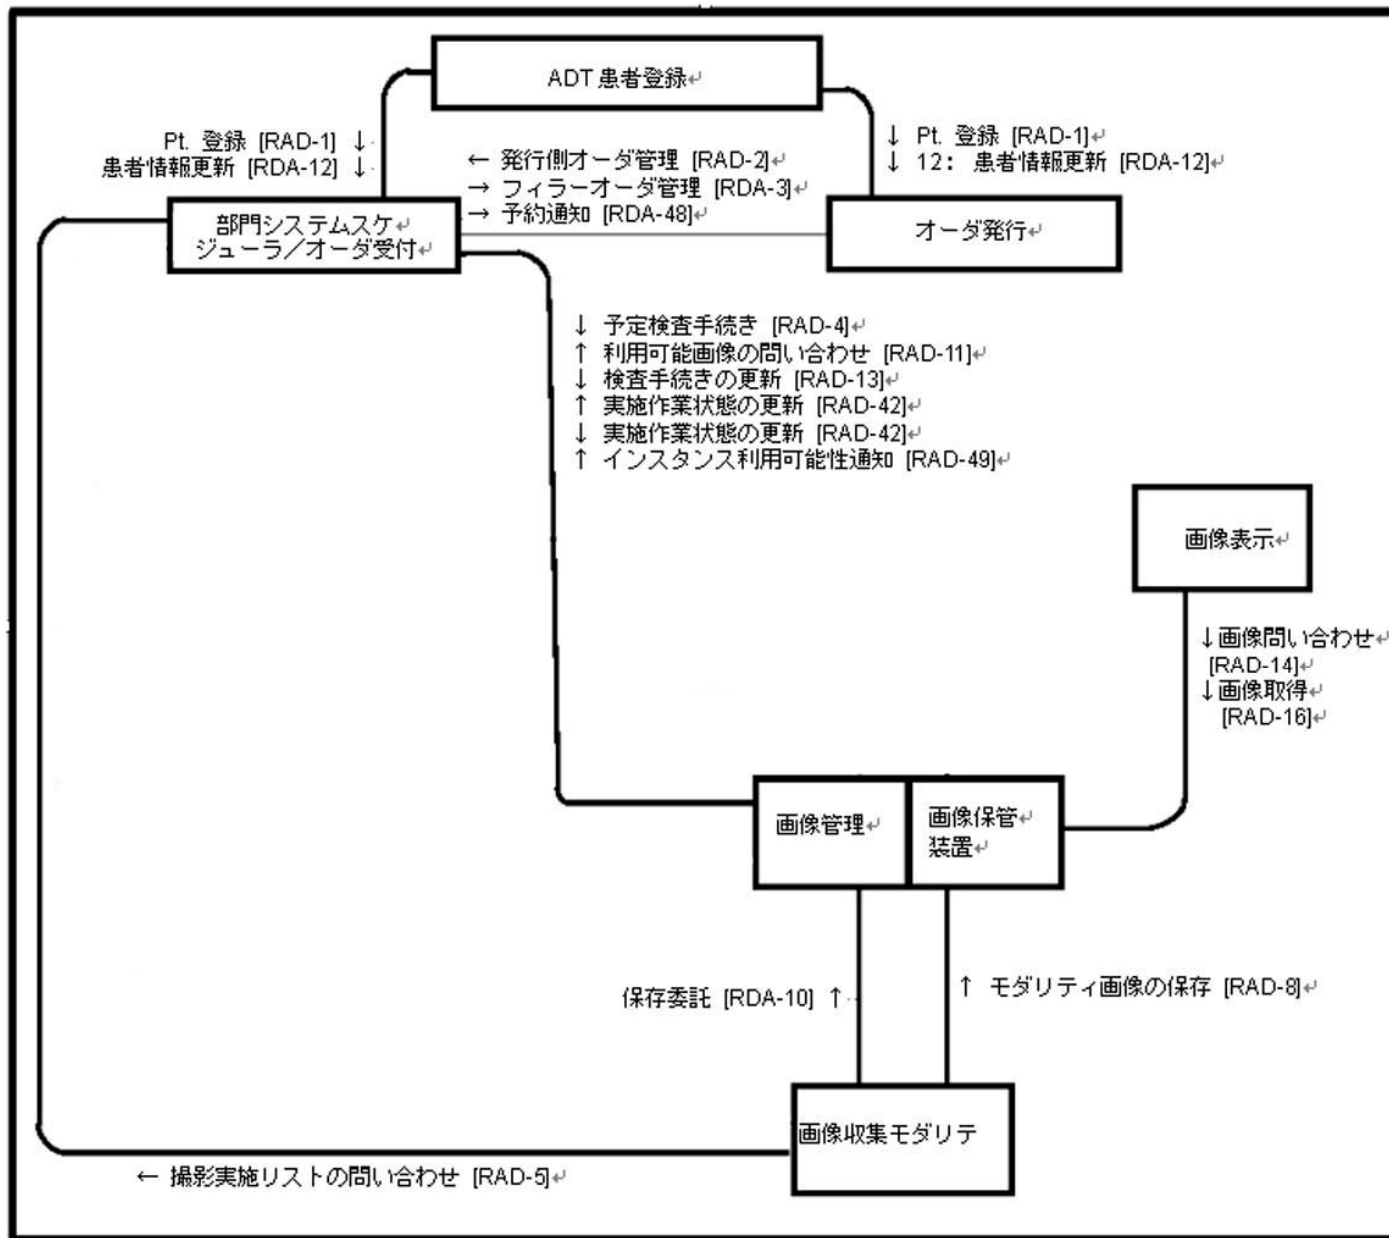 ADT 患者登録↵
Pt. 登録 [RAD-1] ↓
患者情報更新 [RDA-12] ↓
← 発行側オーダ管理 [RAD-2]↵
→ フィラーオーダ管理 [RDA-3]↵
→ 予約通知 [RDA-48]↵
↓ Pt. 登録 [RAD-1]↵
↓ 12: 患者情報更新 [RDA-12]↵
部門システムスケ↵
ジューラ／オーダ受付↵
オーダ発行↵
↓ 予定検査手続き [RAD-4]↵
↑ 利用可能画像の問い合わせ [RAD-11]↵
↓ 検査手続きの更新 [RAD-13]↵
↑ 実施作業状態の更新 [RAD-42]↵
↓ 実施作業状態の更新 [RAD-42]↵
↑ インスタンス利用可能性通知 [RAD-49]↵
画像表示↵
↓画像問い合わせ↵
[RAD-14]↵
↓画像取得↵
[RAD-16]↵
画像管理↵
画像保管↵
装置↵
保存委託 [RDA-10] ↑
↑ モダリティ画像の保存 [RAD-8]↵
画像収集モダリテ
← 撮影実施リストの問い合わせ [RAD-5]↵